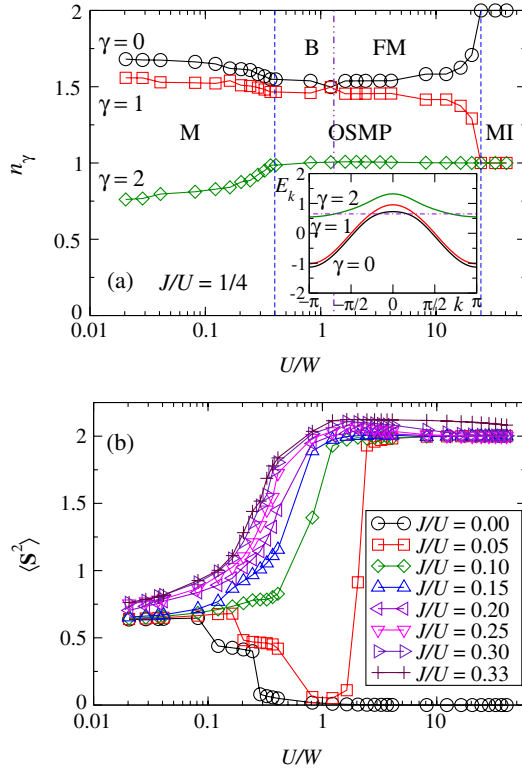 2
1.5
1
0.5
0
n_γ
γ = 0
γ = 1
γ = 2
B
FM
M
OSMP
MI
(a)
J/U = 1/4
E_k
2
1
0
-1
-2
γ = 2
γ = 1
γ = 0
−π
−π/2
0
π/2
k
π
0.01
0.1
1
10
U/W
2
1.5
1
0.5
0
⟨S²⟩
(b)
J/U = 0.00
J/U = 0.05
J/U = 0.10
J/U = 0.15
J/U = 0.20
J/U = 0.25
J/U = 0.30
J/U = 0.33
0.01
0.1
1
10
U/W